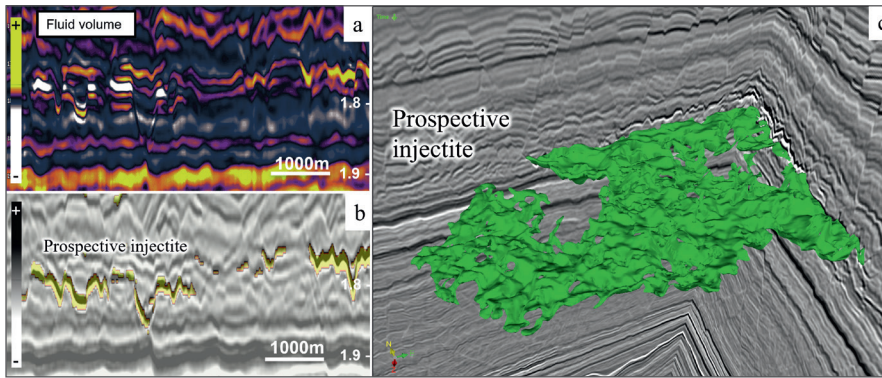 Fluid volume
a
+
1.8
1000m
-
1.9
b
+
Prospective injectite
1.8
1000m
-
1.9
c
Prospective
injectite
N